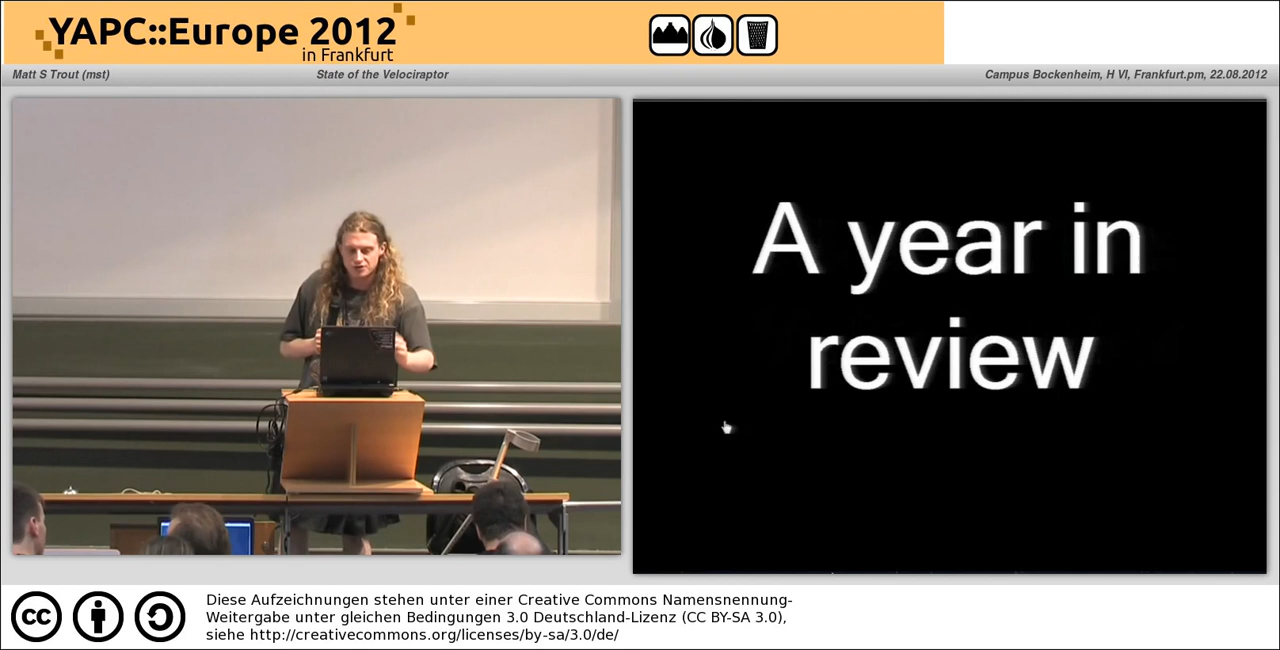 YAPC::Europe 2012
in Frankfurt
Matt S Trout (mst)
State of the Velociraptor
Campus Bockenheim, H VI, Frankfurt.pm, 22.08.2012
A year in
review
cc
Diese Aufzeichnungen stehen unter einer Creative Commons Namensnennung-
Weitergabe unter gleichen Bedingungen 3.0 Deutschland-Lizenz (CC BY-SA 3.0),
siehe http://creativecommons.org/licenses/by-sa/3.0/de/